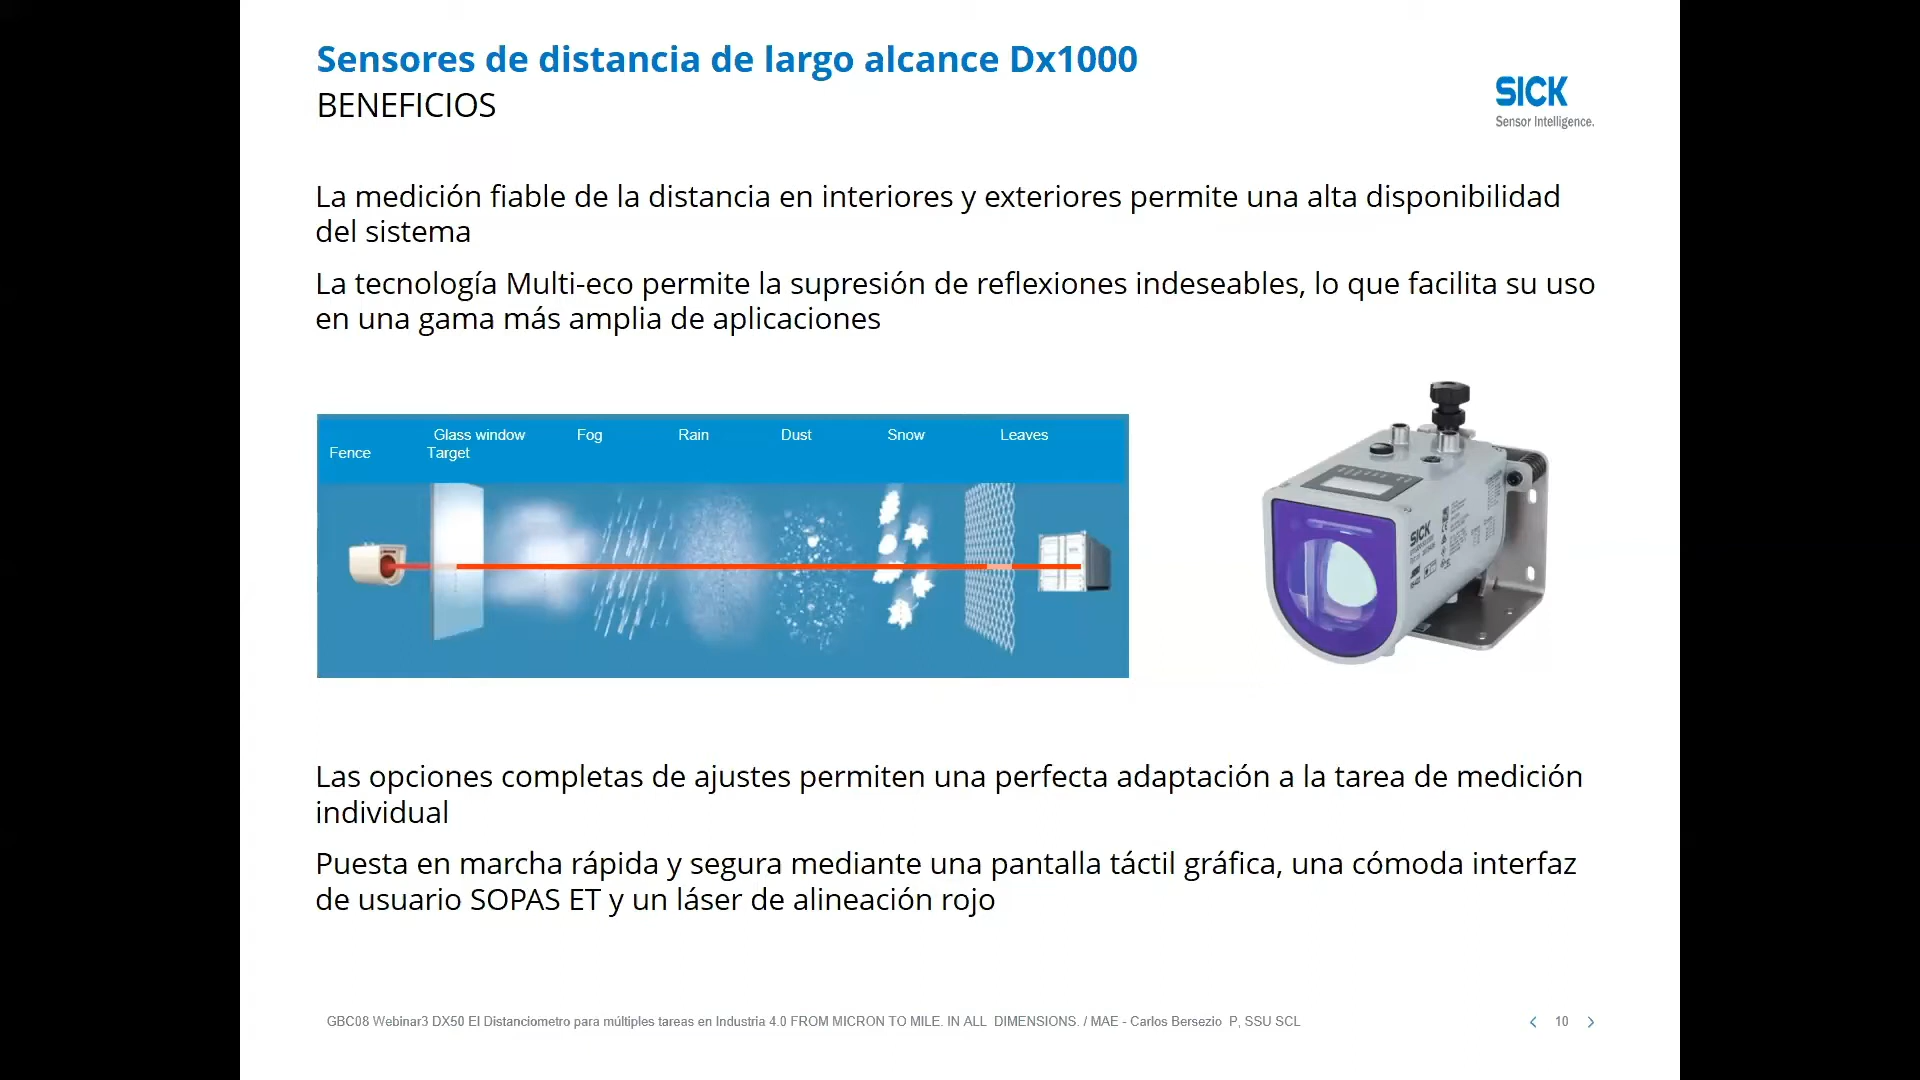 Sensores de distancia de largo alcance Dx1000
BENEFICIOS
SICK
Sensor Intelligence.
La medición fiable de la distancia en interiores y exteriores permite una alta disponibilidad
del sistema
La tecnología Multi-eco permite la supresión de reflexiones indeseables, lo que facilita su uso
en una gama más amplia de aplicaciones
Glass window Fog Rain Dust Snow Leaves
Fence Target
SICK
Las opciones completas de ajustes permiten una perfecta adaptación a la tarea de medición
individual
Puesta en marcha rápida y segura mediante una pantalla táctil gráfica, una cómoda interfaz
de usuario SOPAS ET y un láser de alineación rojo
GBC08 Webinar3 DX50 El Distanciometro para múltiples tareas en Industria 4.0 FROM MICRON TO MILE. IN ALL DIMENSIONS. / MAE - Carlos Bersezio P, SSU SCL
10